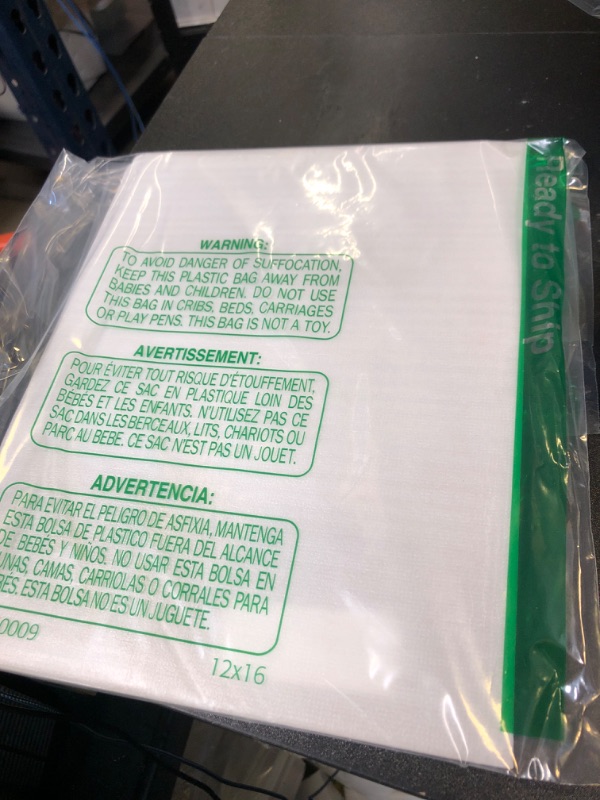 WARNING:
TO AVOID DANGER OF SUFFOCATION,
KEEP THIS PLASTIC BAG AWAY FROM
BABIES AND CHILDREN. DO NOT USE
THIS BAG IN CRIBS, BEDS, CARRIAGES
OR PLAY PENS. THIS BAG IS NOT A TOY.
AVERTISSEMENT:
POUR ÉVITER TOUT RISQUE D'ÉTOUFFEMENT,
GARDEZ CE SAC EN PLASTIQUE LOIN DES
BÉBÉS ET LES ENFANTS. N'UTILISEZ PAS CE
SAC DANS LES BERCEAUX, LITS, CHARIOTS OU
PARC AU BEBE. CE SAC N'EST PAS UN JOUET.
ADVERTENCIA:
PARA EVITAR EL PELIGRO DE ASFIXIA, MANTENGA
ESTA BOLSA DE PLASTICO FUERA DEL ALCANCE
DE BEBÉS Y NIÑOS. NO USAR ESTA BOLSA EN
UNAS, CAMAS, CARRIOLAS O CORRALES PARA
RES. ESTA BOLSA NO ES UN JUGUETE.
0009
12x16
Ready to Ship